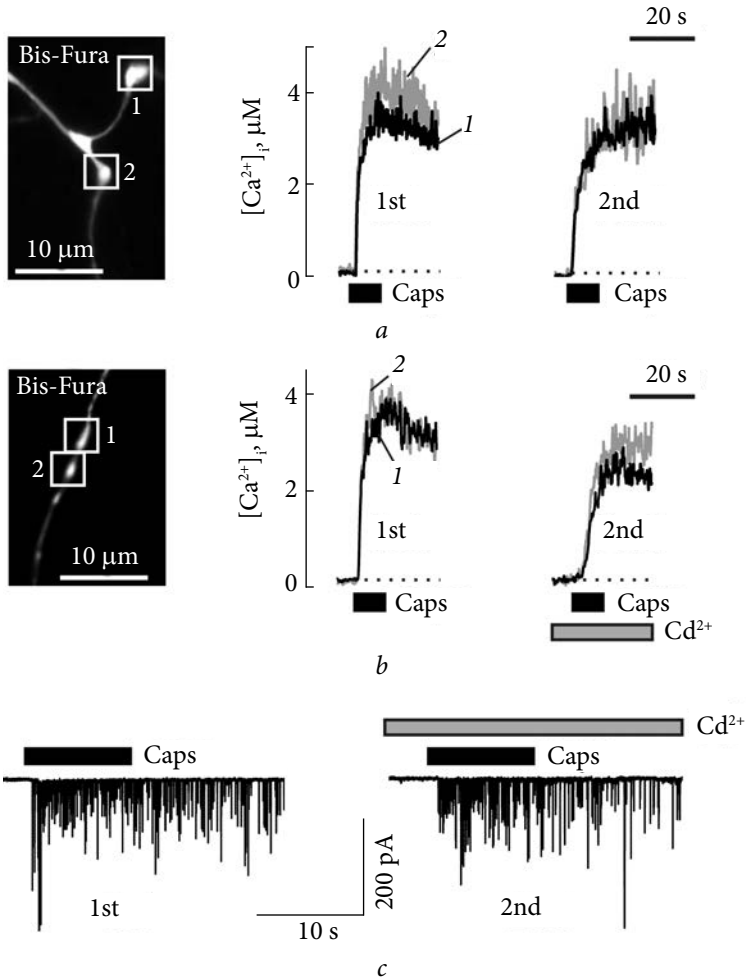 Bis-Fura
1
2
10 µm
[Ca²⁺]ᵢ, µM
4
2
0
2
1
1st
Caps
20 s
2nd
Caps
a
Bis-Fura
1
2
10 µm
[Ca²⁺]ᵢ, µM
4
2
0
2
1
1st
Caps
20 s
2nd
Caps
Cd²⁺
b
Caps
1st
200 pA
10 s
Cd²⁺
Caps
2nd
c